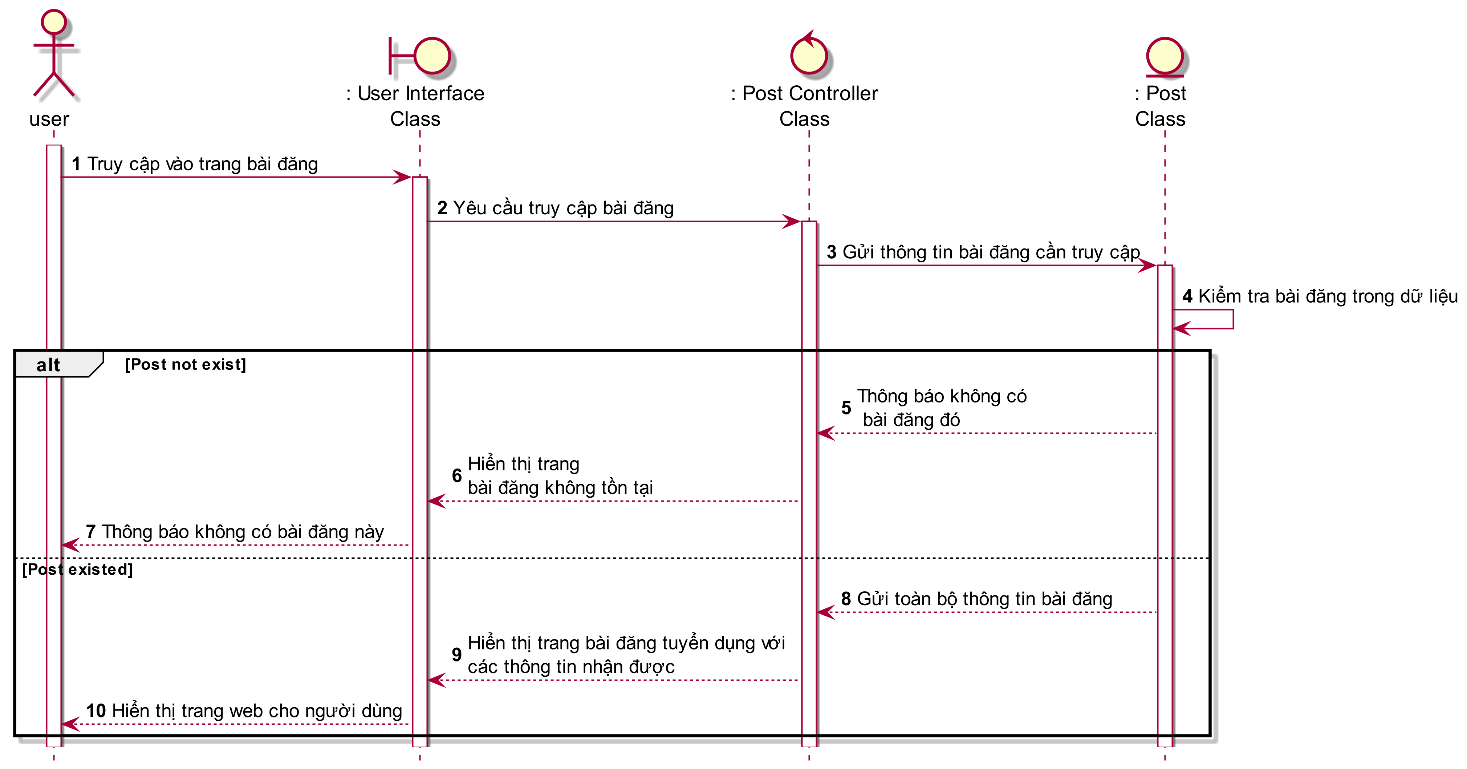 user
: User Interface
Class
: Post Controller
Class
: Post
Class
1 Truy cập vào trang bài đăng
2 Yêu cầu truy cập bài đăng
3 Gửi thông tin bài đăng cần truy cập
4 Kiểm tra bài đăng trong dữ liệu
alt [Post not exist]
5 Thông báo không có
bài đăng đó
6 Hiển thị trang
bài đăng không tồn tại
7 Thông báo không có bài đăng này
[Post existed]
8 Gửi toàn bộ thông tin bài đăng
9 Hiển thị trang bài đăng tuyển dụng với
các thông tin nhận được
10 Hiển thị trang web cho người dùng